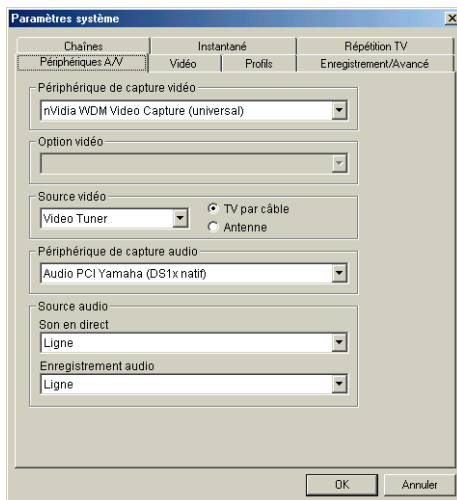 Paramètres système
Chaînes Instantané Répétition TV
Périphériques A/V Vidéo Profils Enregistrement/Avancé
Périphérique de capture vidéo
nVidia WDM Video Capture (universal)
Option vidéo
Source vidéo
Video Tuner
TV par câble
Antenne
Périphérique de capture audio
Audio PCI Yamaha (DS1x natif)
Source audio
Son en direct
Ligne
Enregistrement audio
Ligne
OK Annuler